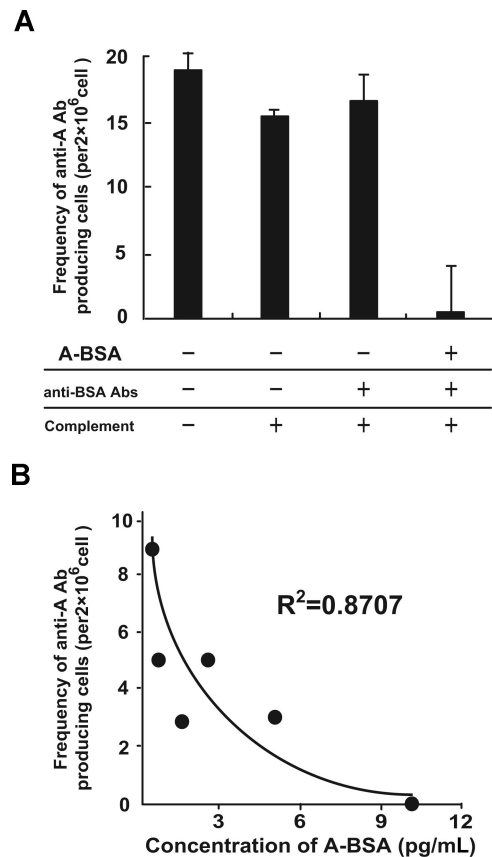 A
Frequency of anti-A Ab
producing cells (per2×10⁶cell )
20
15
10
5
0
A-BSA − − − +
anti-BSA Abs − − + +
Complement − + + +
B
Frequency of anti-A Ab
producing cells (per2×10⁶cell )
10
8
6
4
2
0
R²=0.8707
3 6 9 12
Concentration of A-BSA (pg/mL)